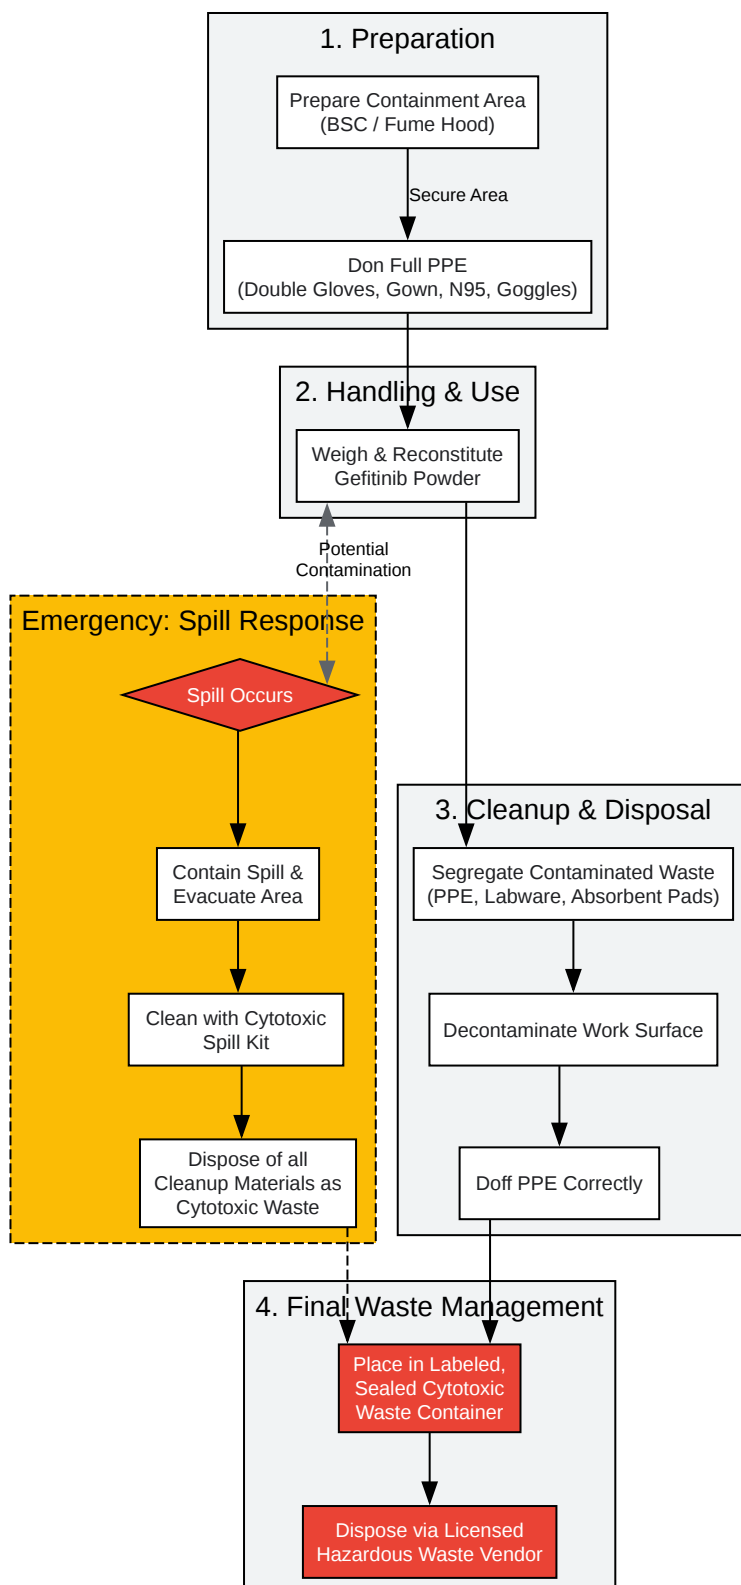 1. Preparation
Prepare Containment Area
(BSC / Fume Hood)
Secure Area
Don Full PPE
(Double Gloves, Gown, N95, Goggles)
2. Handling & Use
Weigh & Reconstitute
Gefitinib Powder
Potential
Contamination
Emergency: Spill Response
Spill Occurs
Contain Spill &
Evacuate Area
Clean with Cytotoxic
Spill Kit
Dispose of all
Cleanup Materials as
Cytotoxic Waste
3. Cleanup & Disposal
Segregate Contaminated Waste
(PPE, Labware, Absorbent Pads)
Decontaminate Work Surface
Doff PPE Correctly
4. Final Waste Management
Place in Labeled,
Sealed Cytotoxic
Waste Container
Dispose via Licensed
Hazardous Waste Vendor